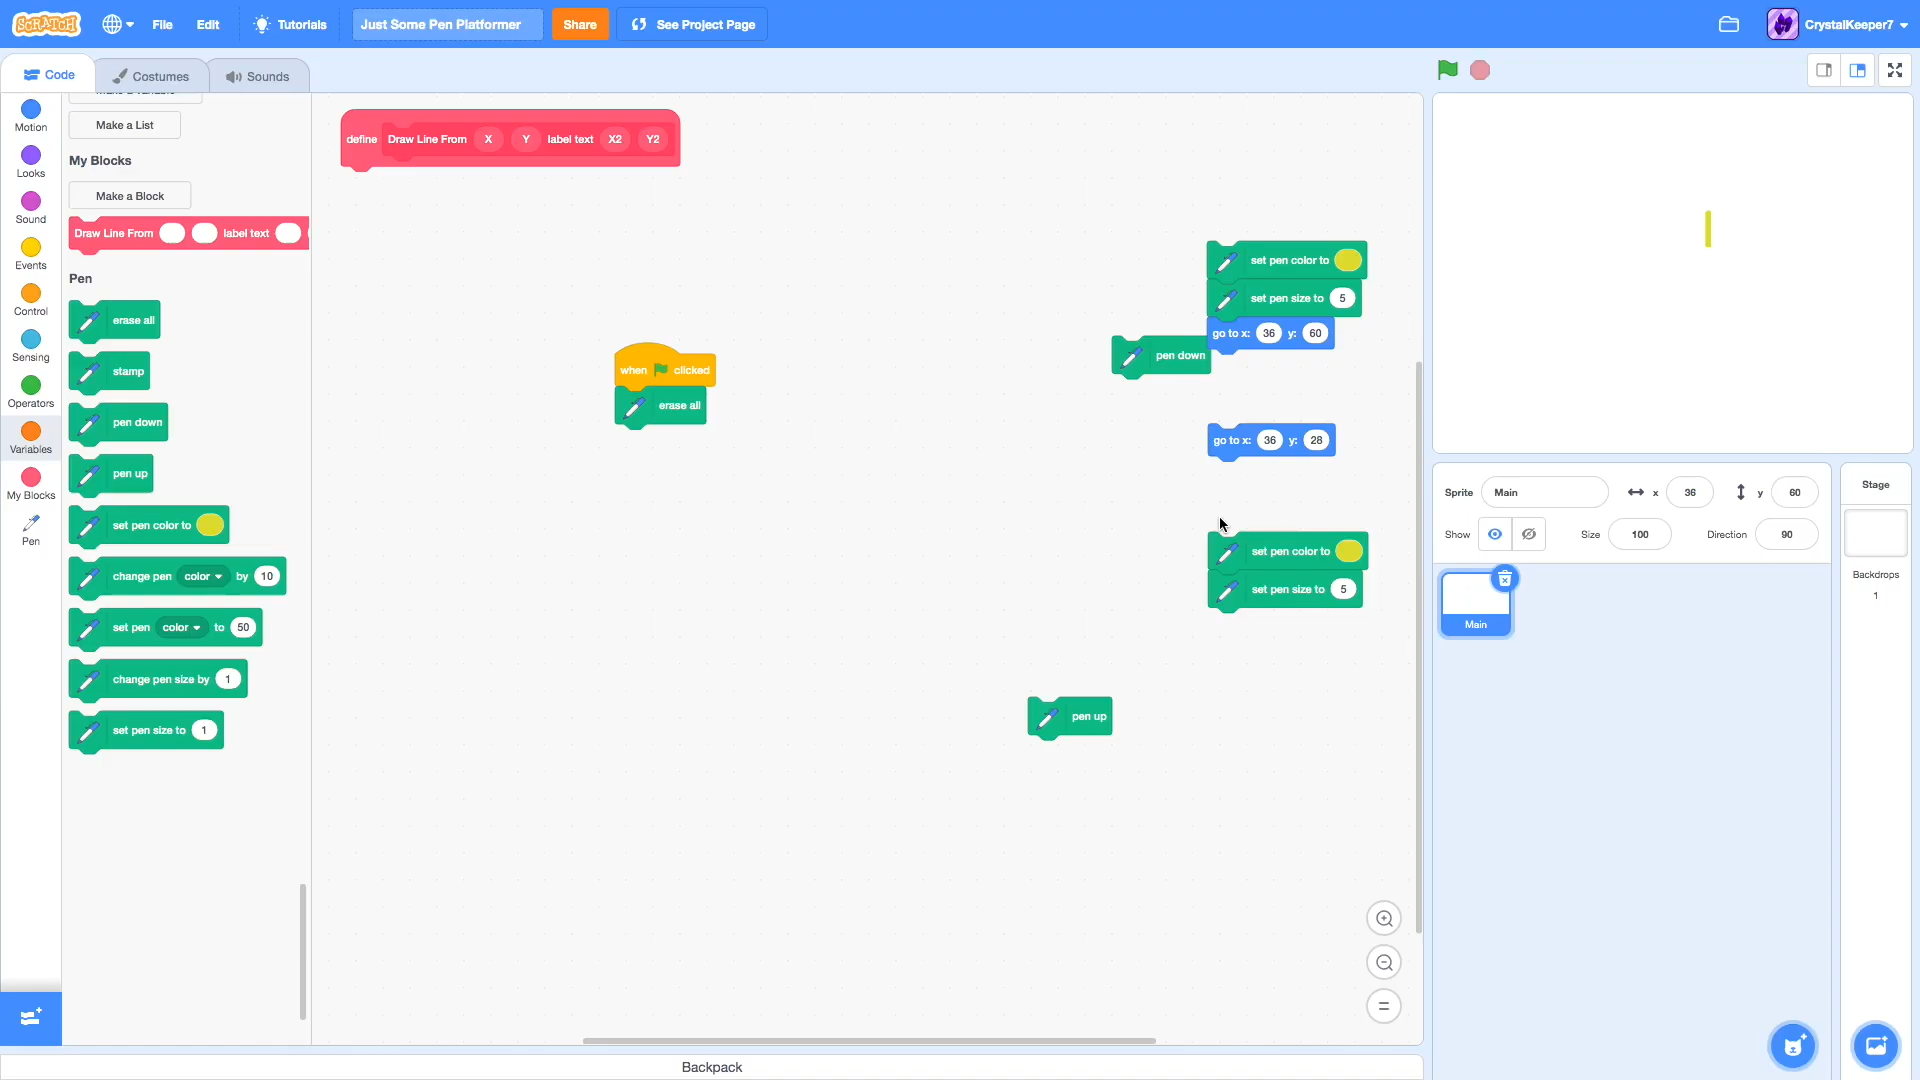 SCRATCH File Edit Tutorials Just Some Pen Platformer Share See Project Page CrystalKeeper7
Code Costumes Sounds
Motion
Looks
Sound
Events
Control
Sensing
Operators
Variables
My Blocks
Pen
Make a List
My Blocks
Make a Block
Draw Line From label text
Pen
erase all
stamp
pen down
pen up
set pen color to
change pen color by 10
set pen color to 50
change pen size by 1
set pen size to 1
define Draw Line From X Y label text X2 Y2
when clicked
erase all
set pen color to
set pen size to 5
go to x: 36 y: 60
pen down
go to x: 36 y: 28
set pen color to
set pen size to 5
pen up
Backpack
Sprite Main x 36 y 60
Show Size 100 Direction 90
Main
Stage
Backdrops
1